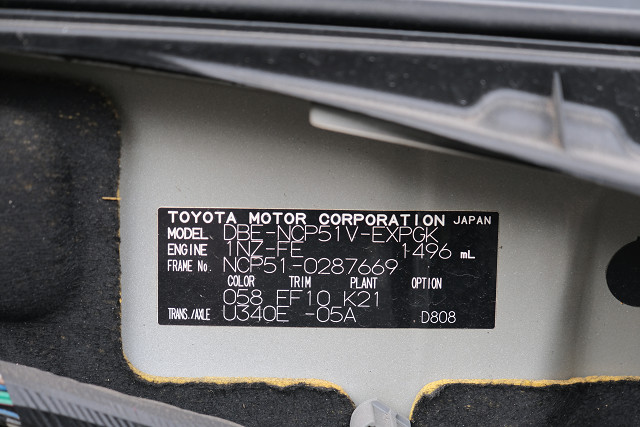 TOYOTA MOTOR CORPORATION JAPAN
MODEL DBE-NCP51V-EXPGK
ENGINE 1NZ-FE 1496 mL
FRAME No. NCP51-0287669
COLOR TRIM PLANT OPTION
058 EF10 K21
TRANS./AXLE U340E -05A D808